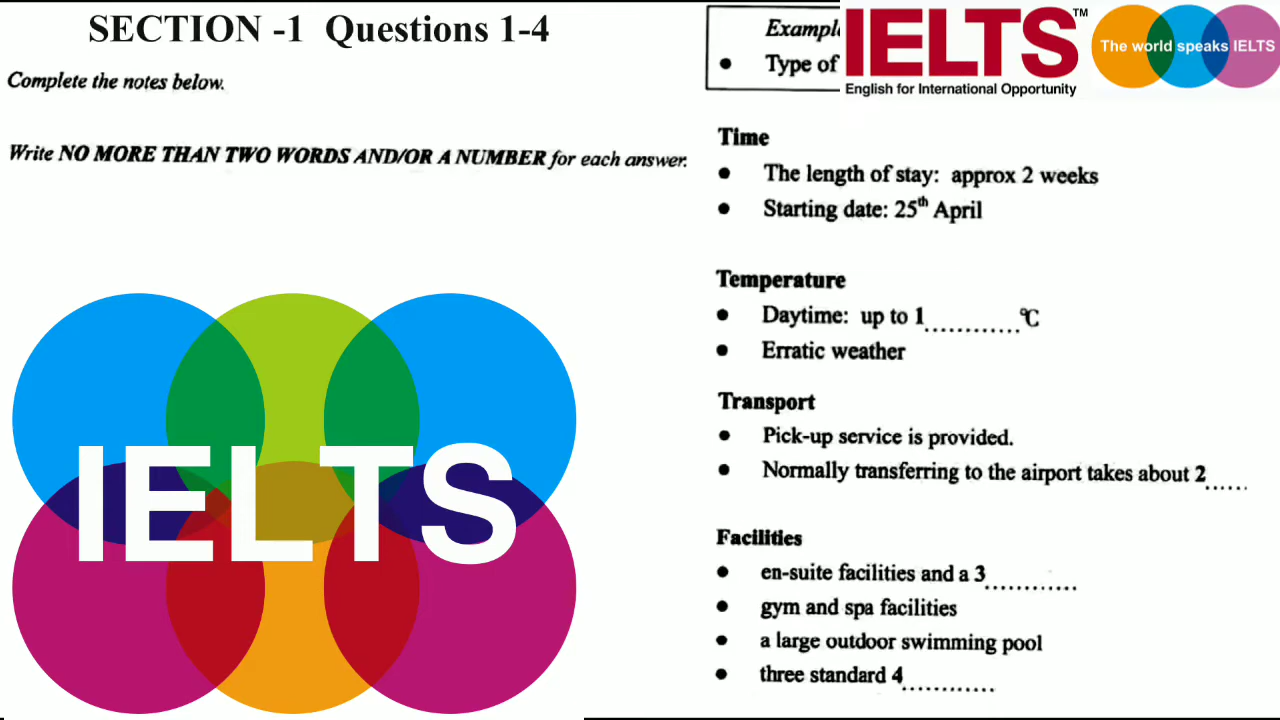 SECTION -1 Questions 1-4
Complete the notes below.
Write NO MORE THAN TWO WORDS AND/OR A NUMBER for each answer.
IELTS
Type of
IELTS™
English for International Opportunity
The world speaks IELTS
Time
• The length of stay: approx 2 weeks
• Starting date: 25th April
Temperature
• Daytime: up to 1............°C
• Erratic weather
Transport
• Pick-up service is provided.
• Normally transferring to the airport takes about 2.....
Facilities
• en-suite facilities and a 3............
• gym and spa facilities
• a large outdoor swimming pool
• three standard 4............